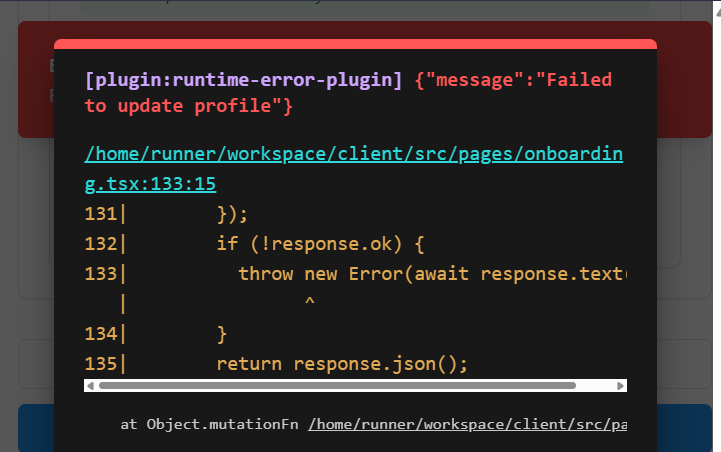 [plugin:runtime-error-plugin] {"message":"Failed
to update profile"}
/home/runner/workspace/client/src/pages/onboardin
g.tsx:133:15
131|        });
132|        if (!response.ok) {
133|          throw new Error(await response.text(
   |                ^
134|        }
135|        return response.json();
at Object.mutationFn /home/runner/workspace/client/src/pa